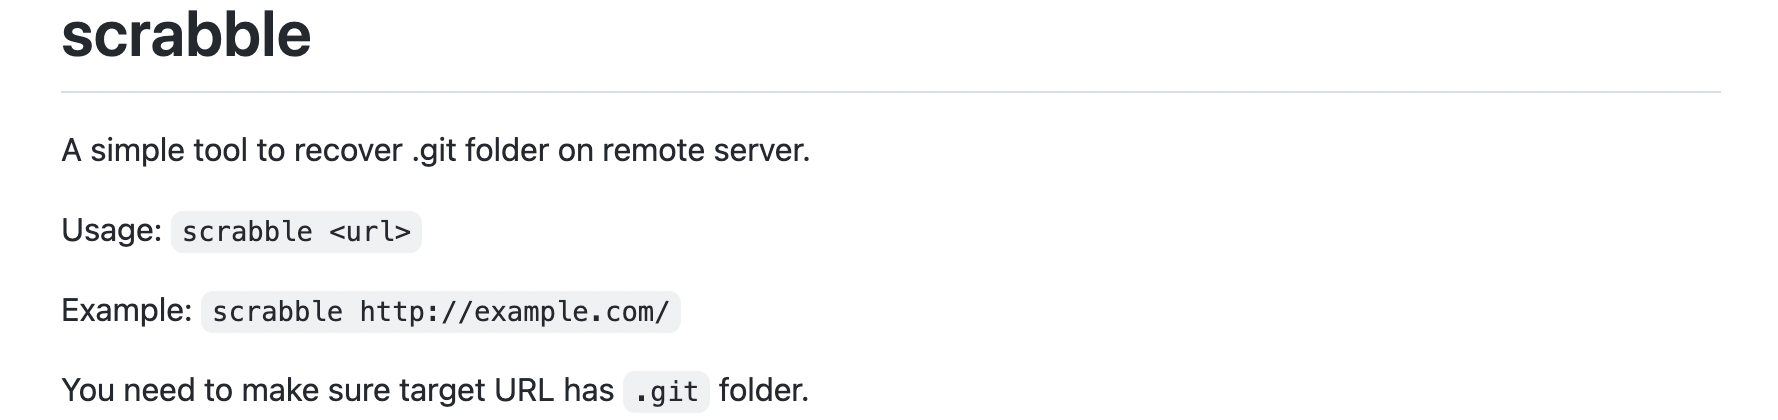 scrabble
A simple tool to recover .git folder on remote server.
Usage: scrabble <url>
Example: scrabble http://example.com/
You need to make sure target URL has .git folder.